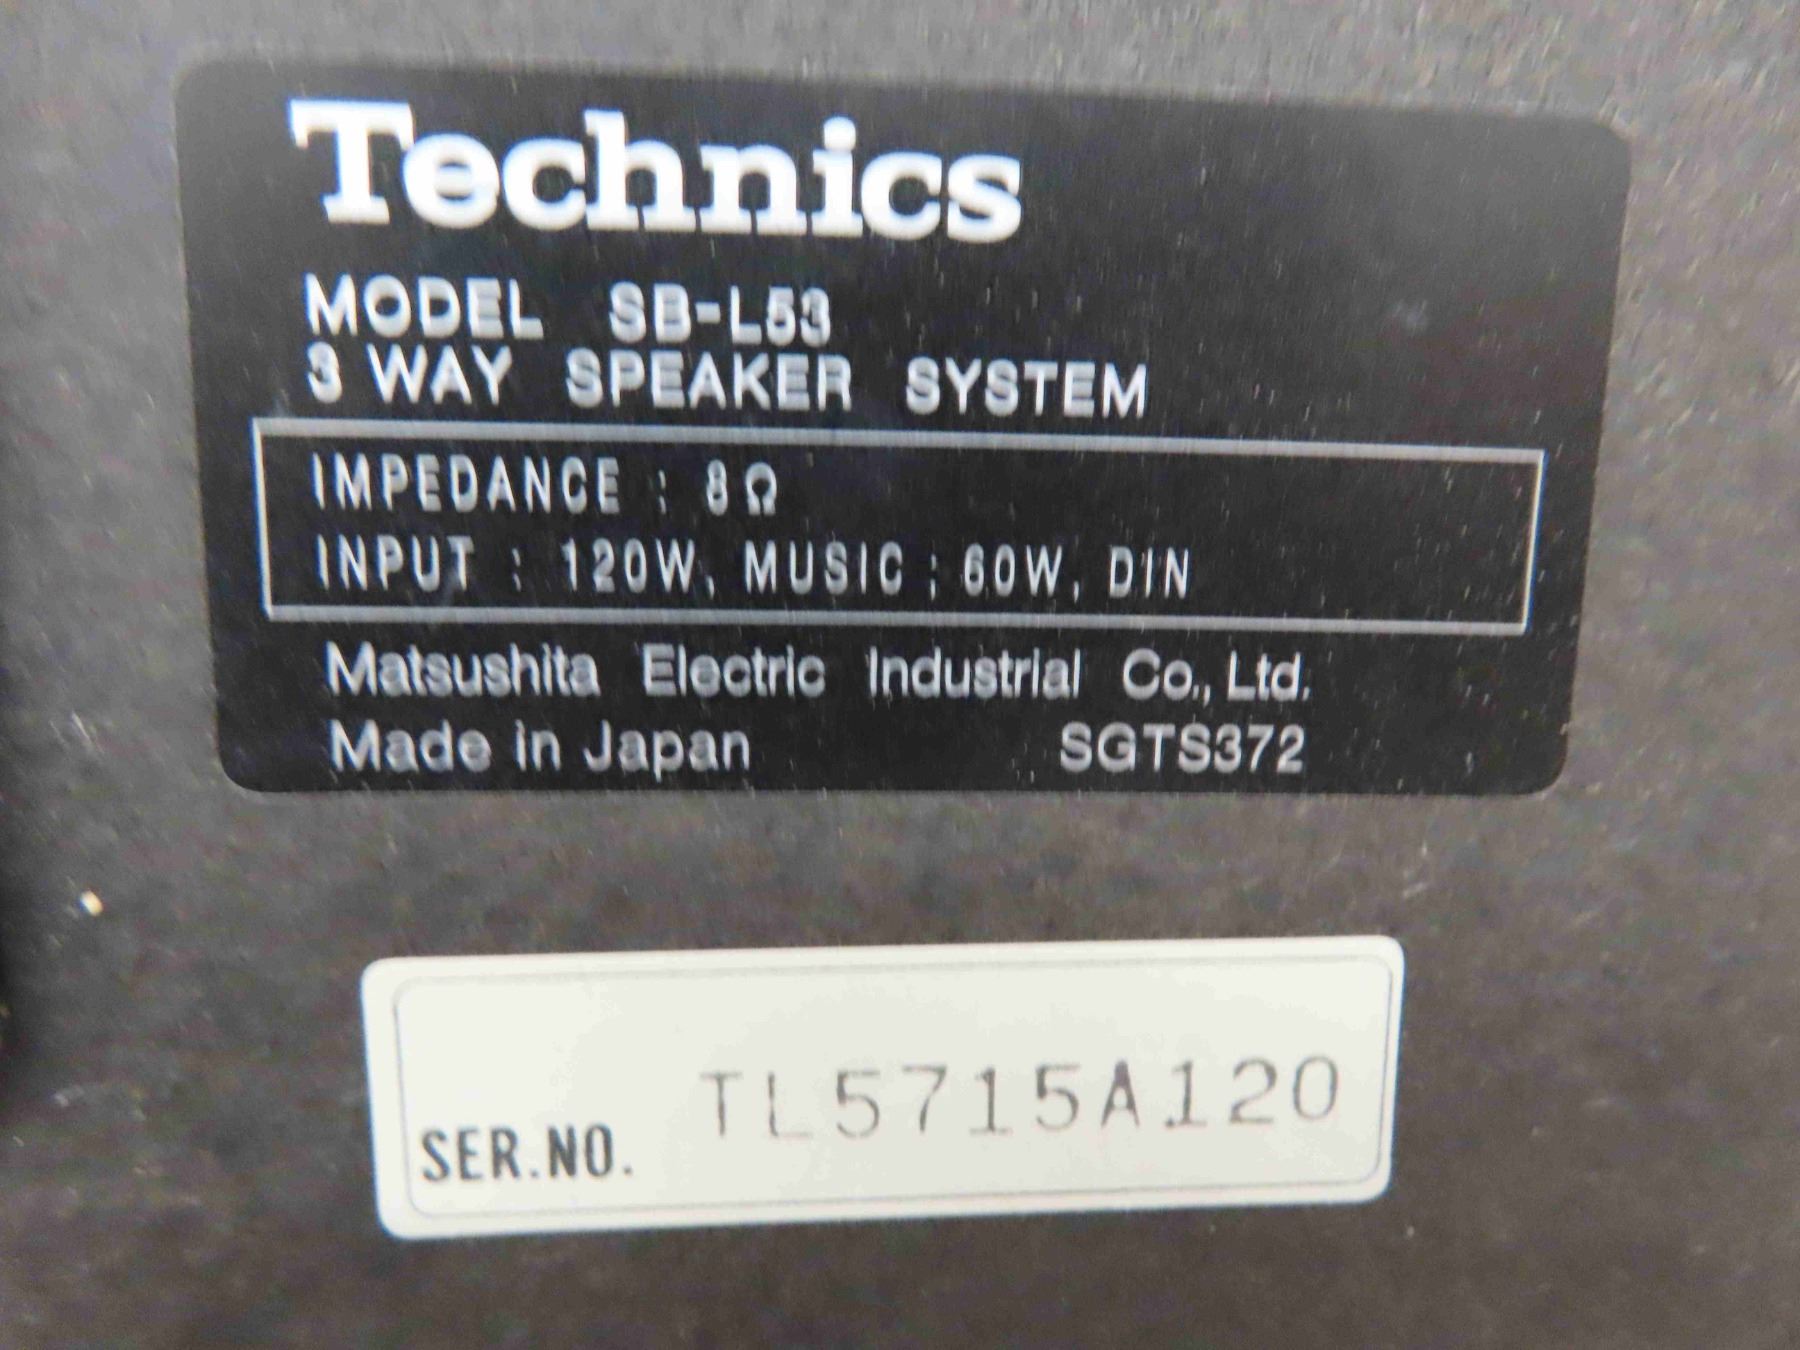 Technics
MODEL SB-L53
3 WAY SPEAKER SYSTEM
IMPEDANCE : 8Ω
INPUT : 120W, MUSIC ; 60W, DIN
Matsushita Electric Industrial Co., Ltd.
Made in Japan SGTS372
SER.NO. TL5715A120